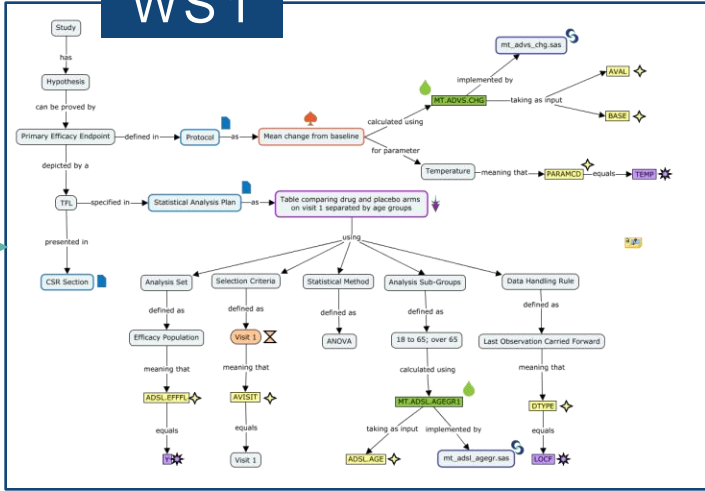 WS1
Study
has
Hypothesis
can be proved by
Primary Efficacy Endpoint
defined in
Protocol
as
Mean change from baseline
calculated using
MT.ADVS.CHG
implemented by
mt_advs_chg.sas
taking as input
AVAL
BASE
for parameter
Temperature
meaning that
PARAMCD
equals
TEMP
depicted by a
TFL
specified in
Statistical Analysis Plan
as
Table comparing drug and placebo arms
on visit 1 separated by age groups
presented in
CSR Section
using
Analysis Set
defined as
Efficacy Population
meaning that
ADSL.EFFFL
equals
Y
Selection Criteria
defined as
Visit 1
meaning that
AVISIT
equals
Visit 1
Statistical Method
defined as
ANOVA
Analysis Sub-Groups
defined as
18 to 65; over 65
calculated using
MT.ADSL.AGEGR1
taking as input
ADSL.AGE
implemented by
mt_adsl_agegr.sas
Data Handling Rule
defined as
Last Observation Carried Forward
meaning that
DTYPE
equals
LOCF